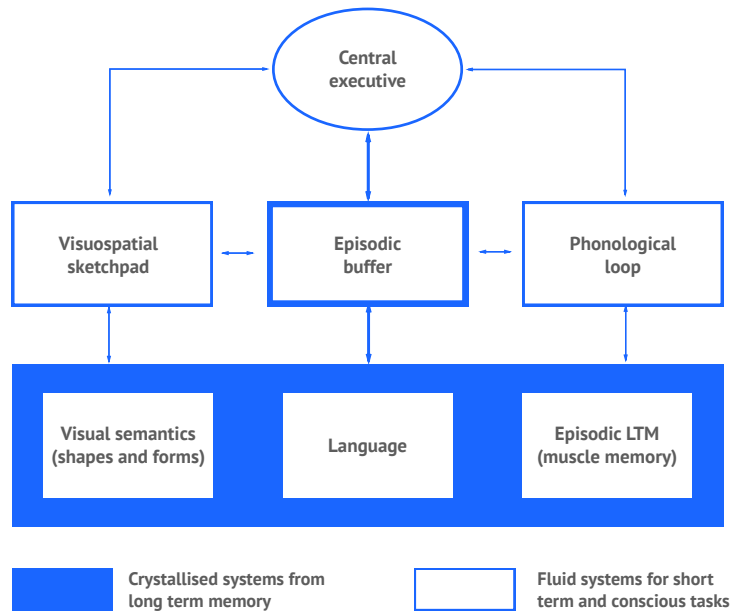 Central
executive
Visuospatial
sketchpad
Episodic
buffer
Phonological
loop
Visual semantics
(shapes and forms)
Language
Episodic LTM
(muscle memory)
Crystallised systems from
long term memory
Fluid systems for short
term and conscious tasks